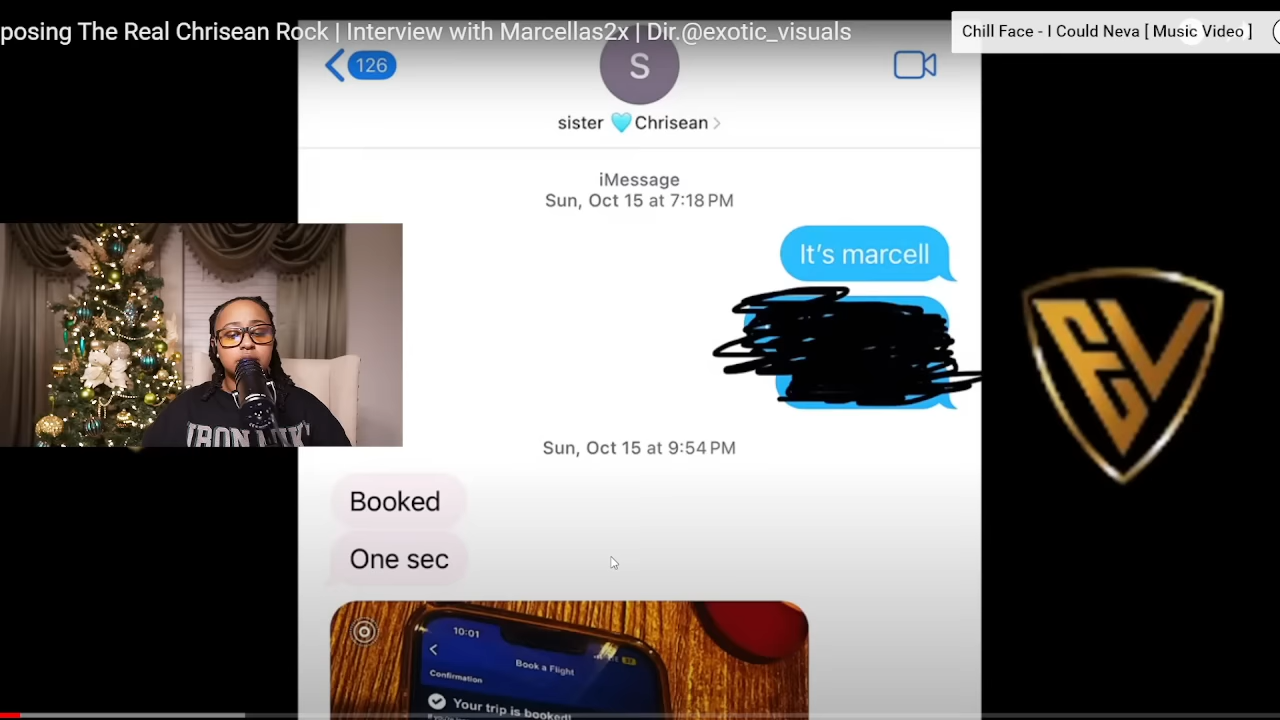 posing The Real Chrisean Rock | Interview with Marcellas2x | Dir.@exotic_visuals
Chill Face - I Could Neva [ Music Video ]
126
S
sister 🩵Chrisean >
iMessage
Sun, Oct 15 at 7:18 PM
It's marcell
Sun, Oct 15 at 9:54 PM
Booked
One sec
10:01
Book a Flight
Confirmation
Your trip is booked!
EV